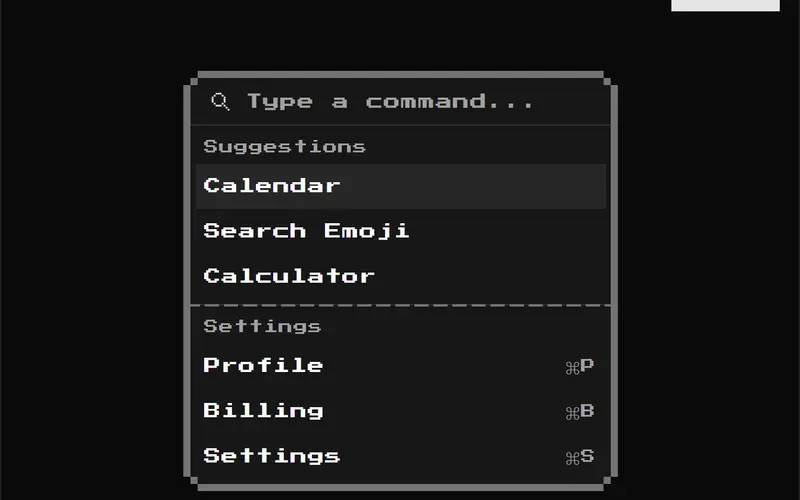 Type a command...
Suggestions
Calendar
Search Emoji
Calculator
Settings
Profile ⌘P
Billing ⌘B
Settings ⌘S